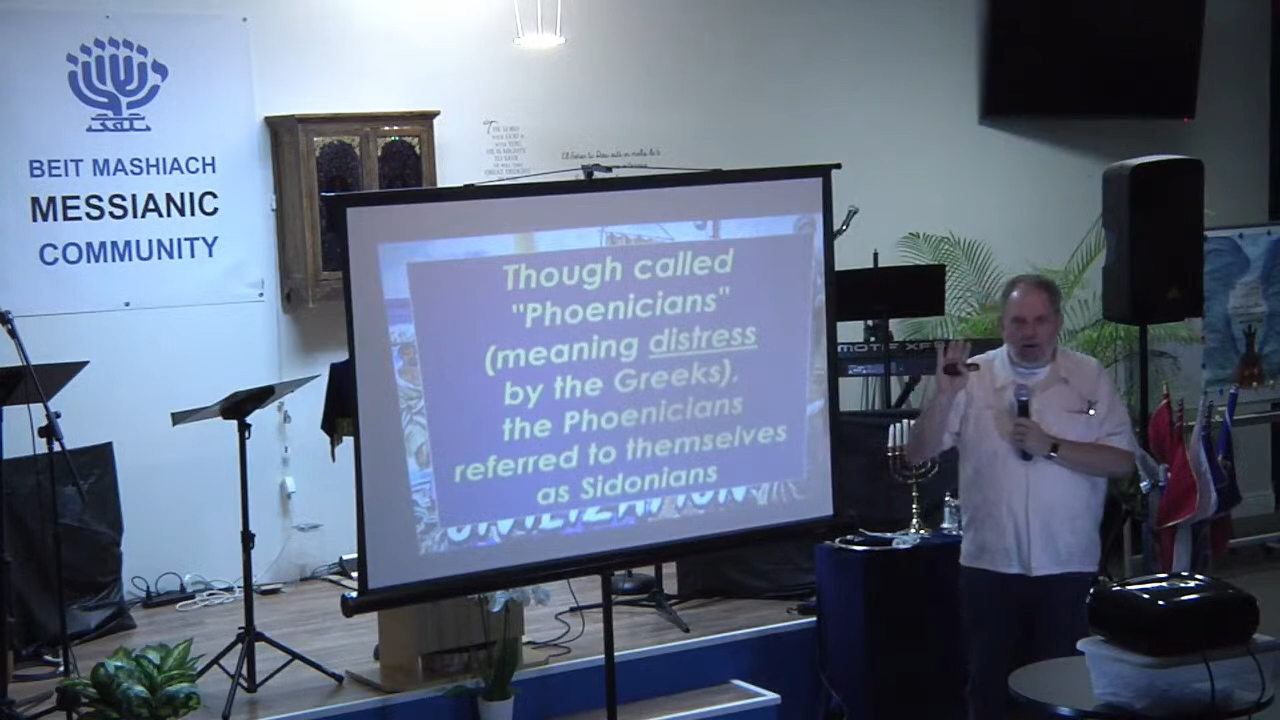 BEIT MASHIACH
MESSIANIC
COMMUNITY
Though called
"Phoenicians"
(meaning distress
by the Greeks),
the Phoenicians
referred to themselves
as Sidonians
CIVILIZATION
MOTIF XF